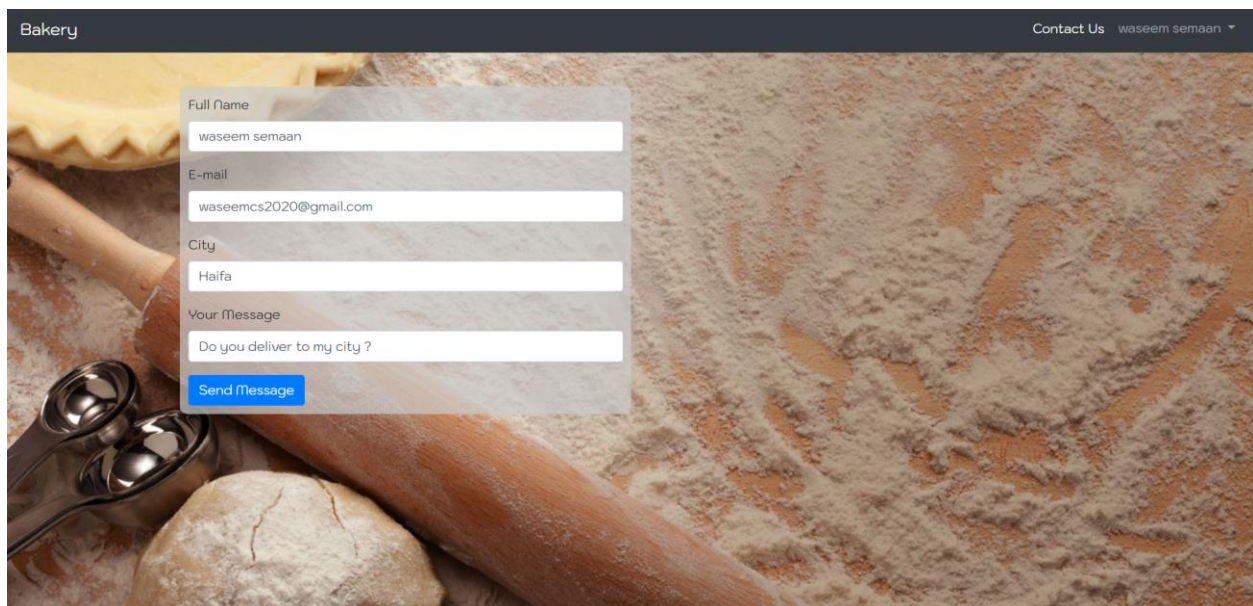 Bakery
Contact Us waseem semaan
Full Name
waseem semaan
E-mail
waseemcs2020@gmail.com
City
Haifa
Your Message
Do you deliver to my city ?
Send Message